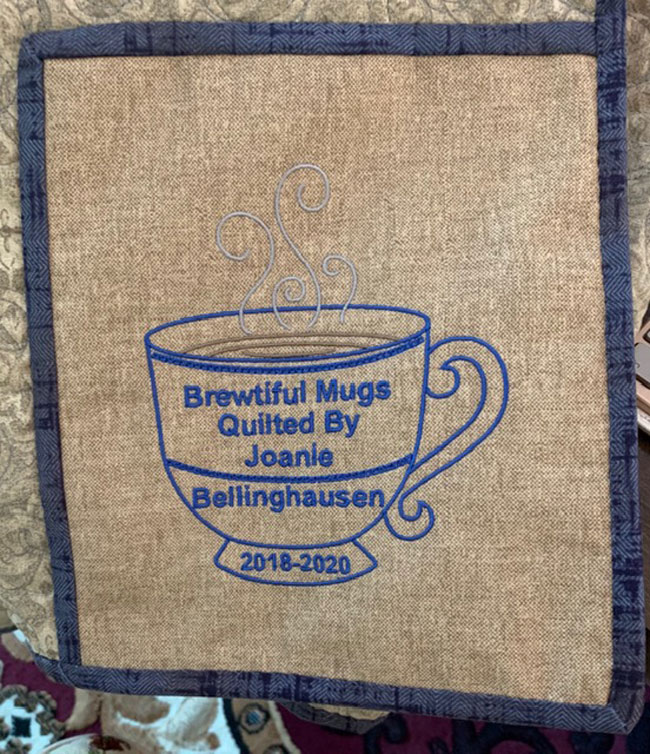 Brewtiful Mugs
Quilted By
Joanie
Bellinghausen
2018-2020